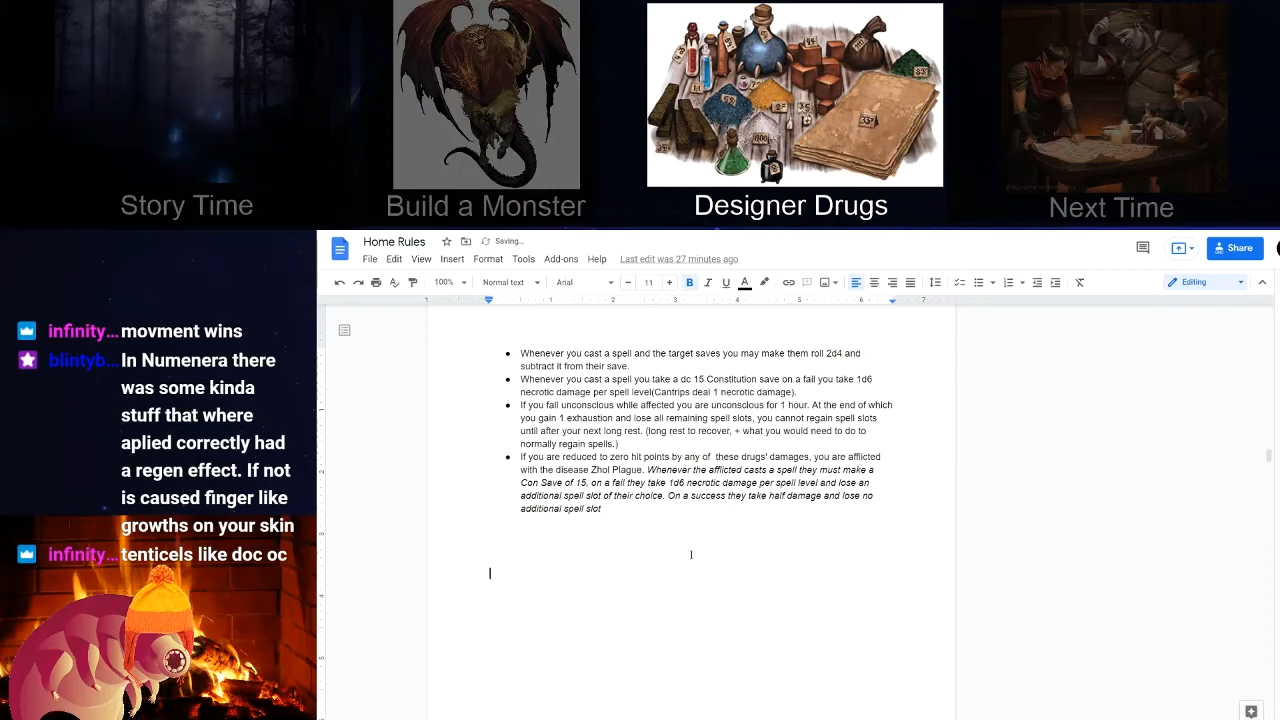 Story Time
Build a Monster
Designer Drugs
Next Time
Home Rules
Saving...
File Edit View Insert Format Tools Add-ons Help Last edit was 27 minutes ago
Share
100% Normal text Arial 11 B I U A Editing
infinity... movment wins
blintyb... In Numenera there
was some kinda
stuff that where
aplied correctly had
a regen effect. If not
is caused finger like
growths on your skin
infinity... tenticels like doc oc
● Whenever you cast a spell and the target saves you may make them roll 2d4 and
subtract it from their save.
● Whenever you cast a spell you take a dc 15 Constitution save on a fail you take 1d6
necrotic damage per spell level(Cantrips deal 1 necrotic damage).
● If you fall unconscious while affected you are unconscious for 1 hour. At the end of which
you gain 1 exhaustion and lose all remaining spell slots, you cannot regain spell slots
until after your next long rest. (long rest to recover, + what you would need to do to
normally regain spells.)
● If you are reduced to zero hit points by any of these drugs' damages, you are afflicted
with the disease Zhol Plague. Whenever the afflicted casts a spell they must make a
Con Save of 15, on a fail they take 1d6 necrotic damage per spell level and lose an
additional spell slot of their choice. On a success they take half damage and lose no
additional spell slot